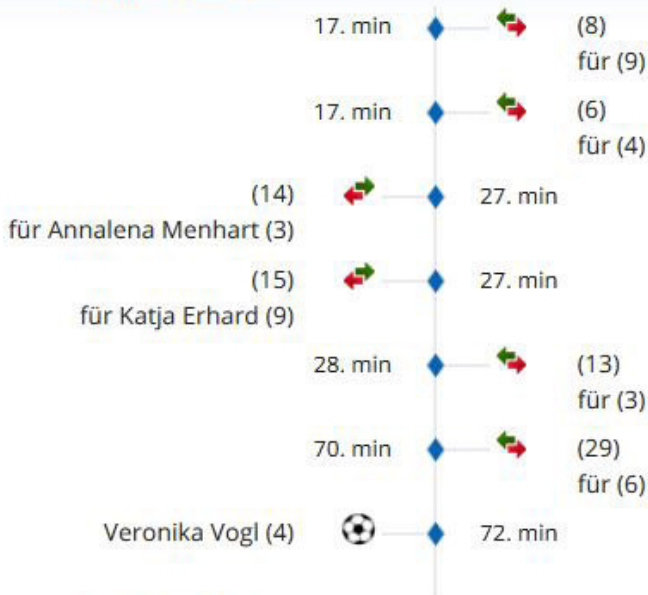 17. min (8)
für (9)
17. min (6)
für (4)
(14) 27. min
für Annalena Menhart (3)
(15) 27. min
für Katja Erhard (9)
28. min (13)
für (3)
70. min (29)
für (6)
Veronika Vogl (4) 72. min